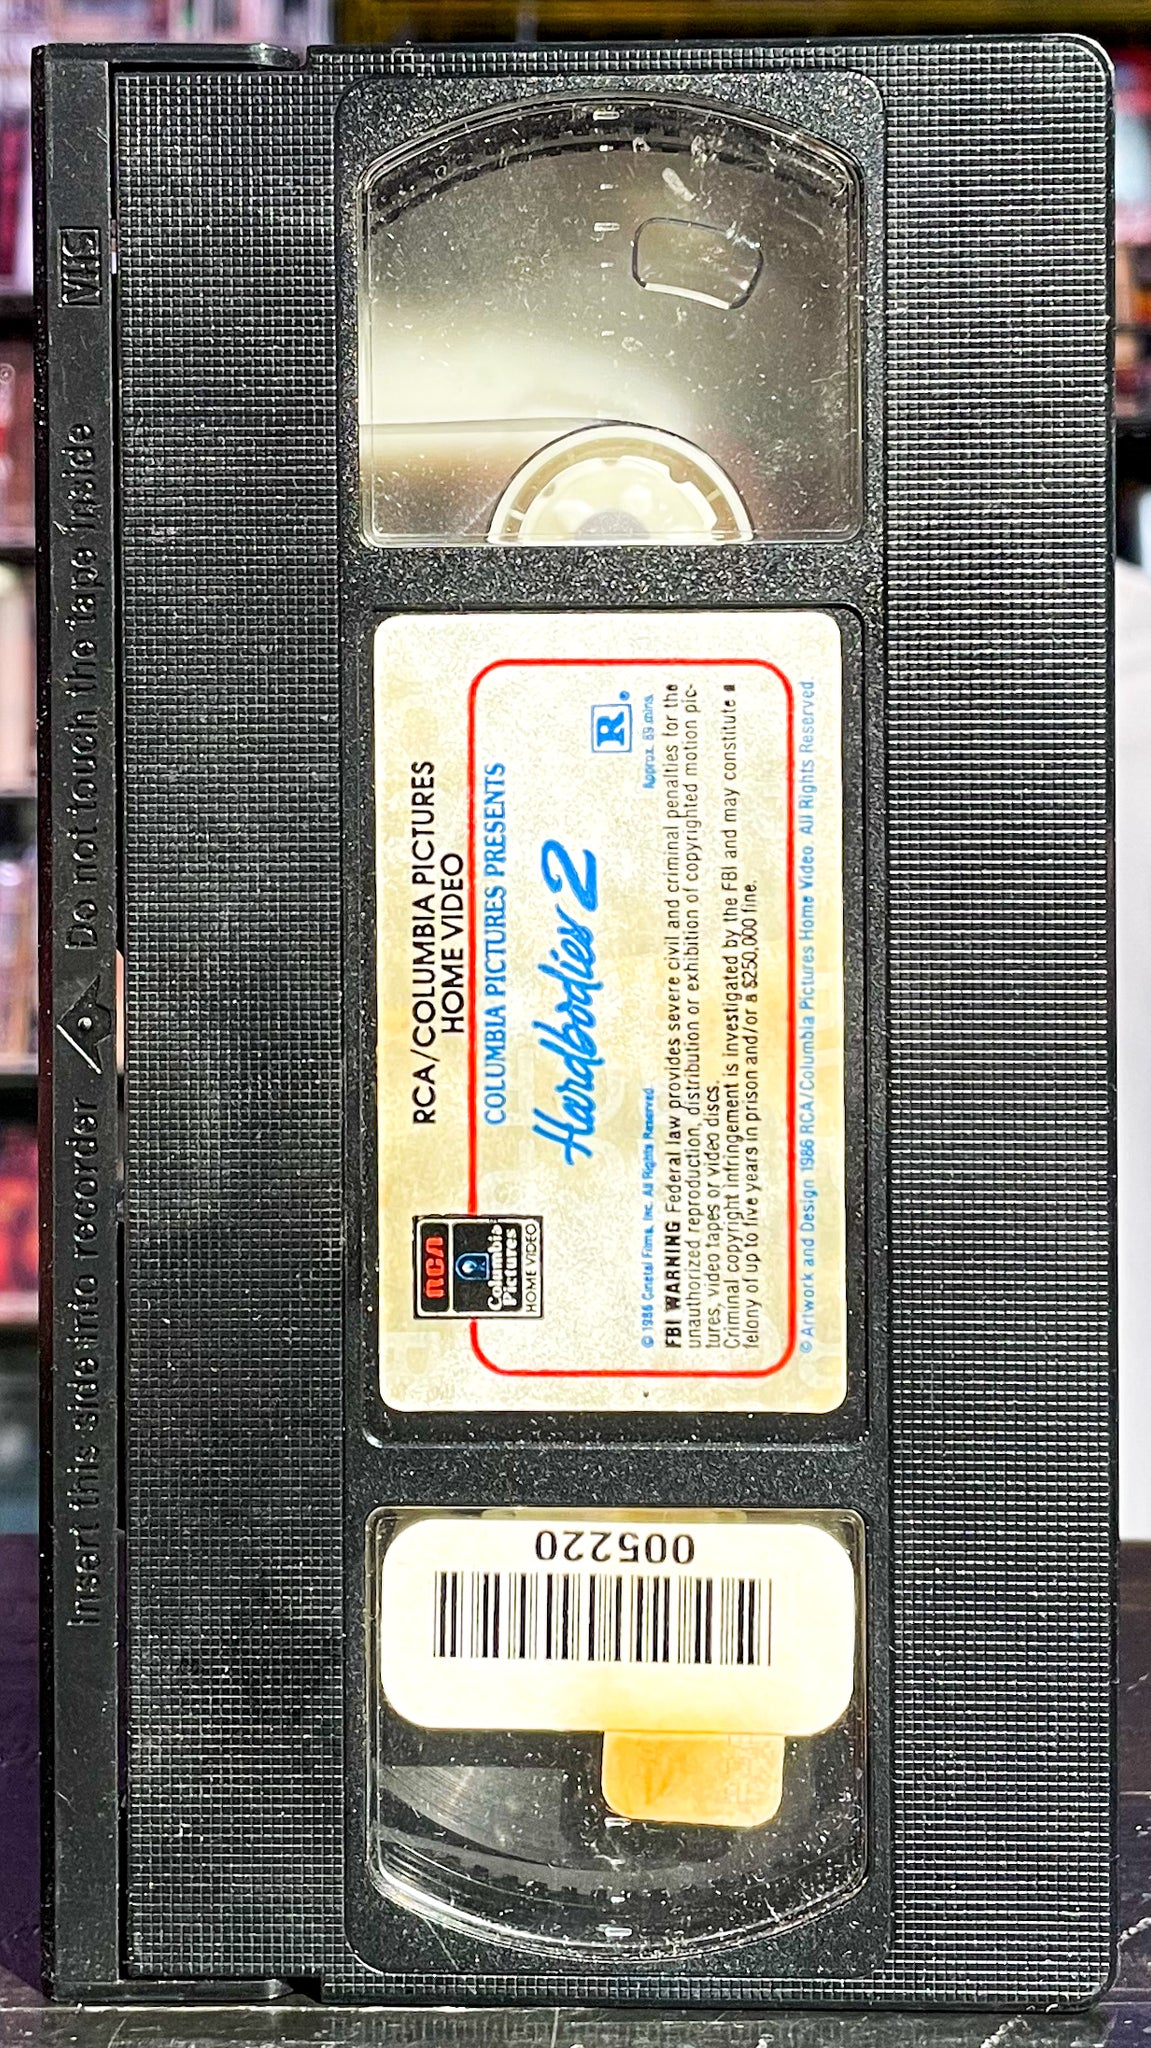 Insert this side into recorder
Do not touch the tape inside
VHS
RCA
Columbia
Pictures
HOME VIDEO
RCA/COLUMBIA PICTURES
HOME VIDEO
COLUMBIA PICTURES PRESENTS
Hardbodies 2
R
© 1986 Cinetel Films, Inc. All Rights Reserved
Approx. 89 mins.
FBI WARNING Federal law provides severe civil and criminal penalties for the
unauthorized reproduction, distribution or exhibition of copyrighted motion pic-
tures, video tapes or video discs.
Criminal copyright infringement is investigated by the FBI and may constitute a
felony of up to five years in prison and/or a $250,000 fine.
© Artwork and Design 1986 RCA/Columbia Pictures Home Video. All Rights Reserved.
005220